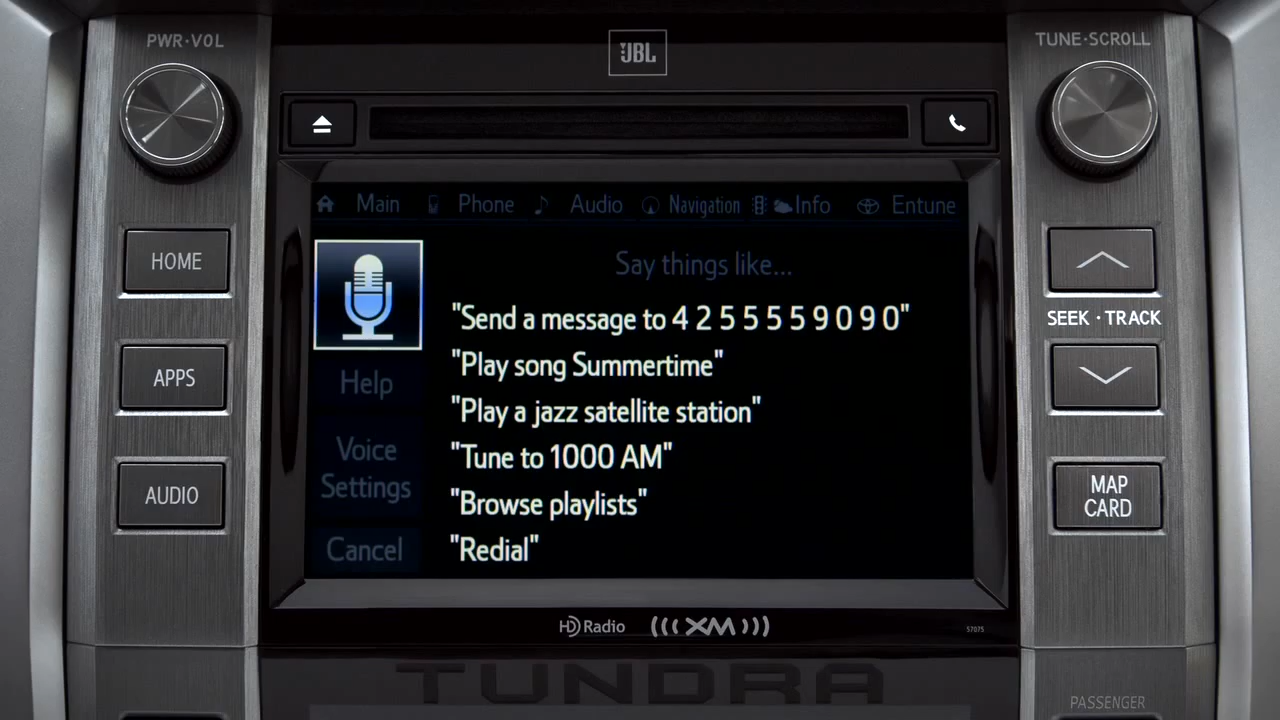 PWR·VOL
JBL
TUNE·SCROLL
Main Phone Audio Navigation Info Entune
HOME
Say things like...
"Send a message to 4 2 5 5 5 5 9 0 9 0"
SEEK · TRACK
"Play song Summertime"
APPS
Help
"Play a jazz satellite station"
Voice
Settings
"Tune to 1000 AM"
AUDIO
MAP
CARD
"Browse playlists"
Cancel
"Redial"
HD Radio
XM
57075
TUNDRA
PASSENGER